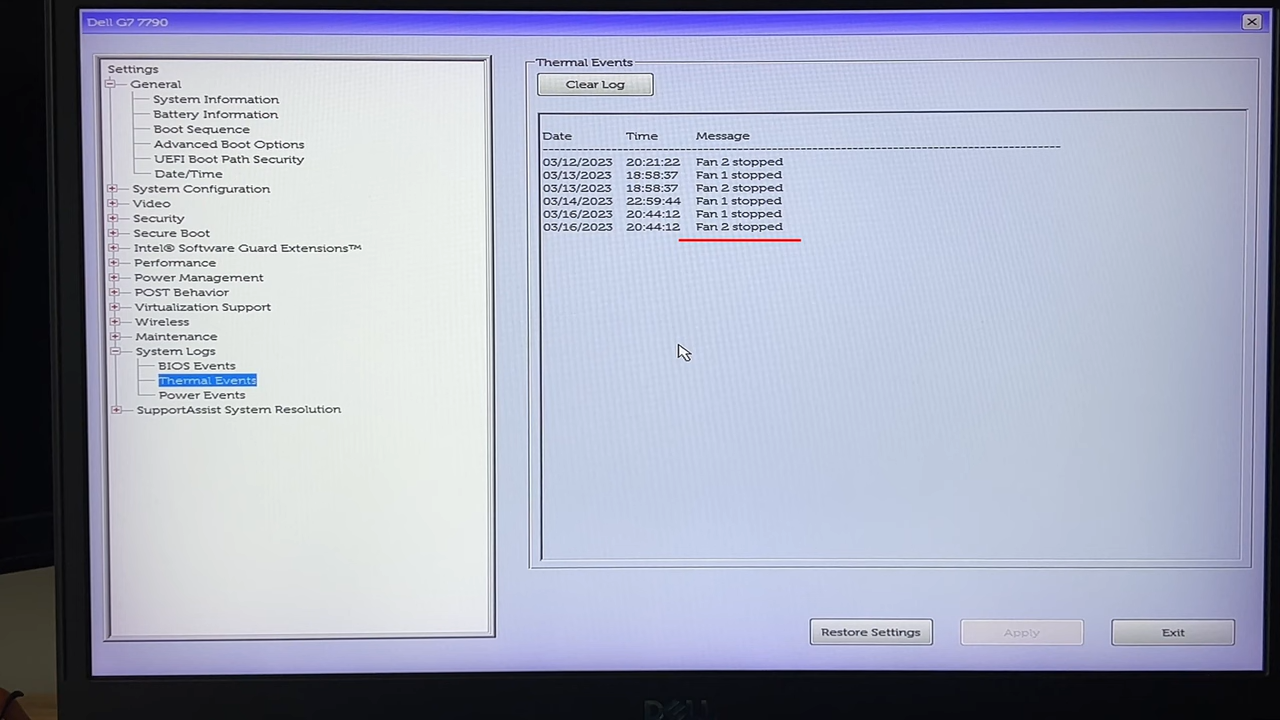 Dell G7 7790
Settings
General
System Information
Battery Information
Boot Sequence
Advanced Boot Options
UEFI Boot Path Security
Date/Time
System Configuration
Video
Security
Secure Boot
Intel® Software Guard Extensions™
Performance
Power Management
POST Behavior
Virtualization Support
Wireless
Maintenance
System Logs
BIOS Events
Thermal Events
Power Events
SupportAssist System Resolution
Thermal Events
Clear Log
Date Time Message
03/12/2023 20:21:22 Fan 2 stopped
03/13/2023 18:58:37 Fan 1 stopped
03/13/2023 18:58:37 Fan 2 stopped
03/14/2023 22:59:44 Fan 1 stopped
03/16/2023 20:44:12 Fan 1 stopped
03/16/2023 20:44:12 Fan 2 stopped
Restore Settings Apply Exit
DELL